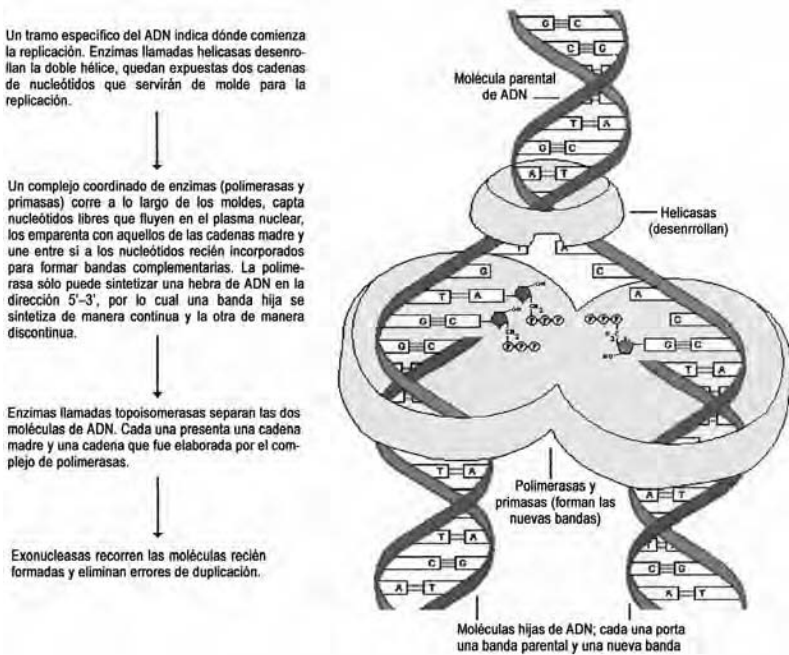 Un tramo específico del ADN indica dónde comienza
la replicación. Enzimas llamadas helicasas desenro-
llan la doble hélice, quedan expuestas dos cadenas
de nucleótidos que servirán de molde para la
replicación.
Un complejo coordinado de enzimas (polimerasas y
primasas) corre a lo largo de los moldes, capta
nucleótidos libres que fluyen en el plasma nuclear,
los emparenta con aquellos de las cadenas madre y
une entre si a los nucleótidos recién incorporados
para formar bandas complementarias. La polime-
rasa sólo puede sintetizar una hebra de ADN en la
dirección 5'–3', por lo cual una banda hija se
sintetiza de manera continua y la otra de manera
discontinua.
Enzimas llamadas topoisomerasas separan las dos
moléculas de ADN. Cada una presenta una cadena
madre y una cadena que fue elaborada por el com-
plejo de polimerasas.
Exonucleasas recorren las moléculas recién
formadas y eliminan errores de duplicación.
G C
C G
Molécula parental
de ADN
T A
G C
A T
Helicasas
(desenrrollan)
T A
G C
T A OH
A
CH2
P P P
P P P
G C OH
C
CH2
P P P
HO G C
G C
T A
Polimerasas y
primasas (forman las
nuevas bandas)
T A
A T
T A
T A
C G
C G
A T
A T
Moléculas hijas de ADN; cada una porta
una banda parental y una nueva banda